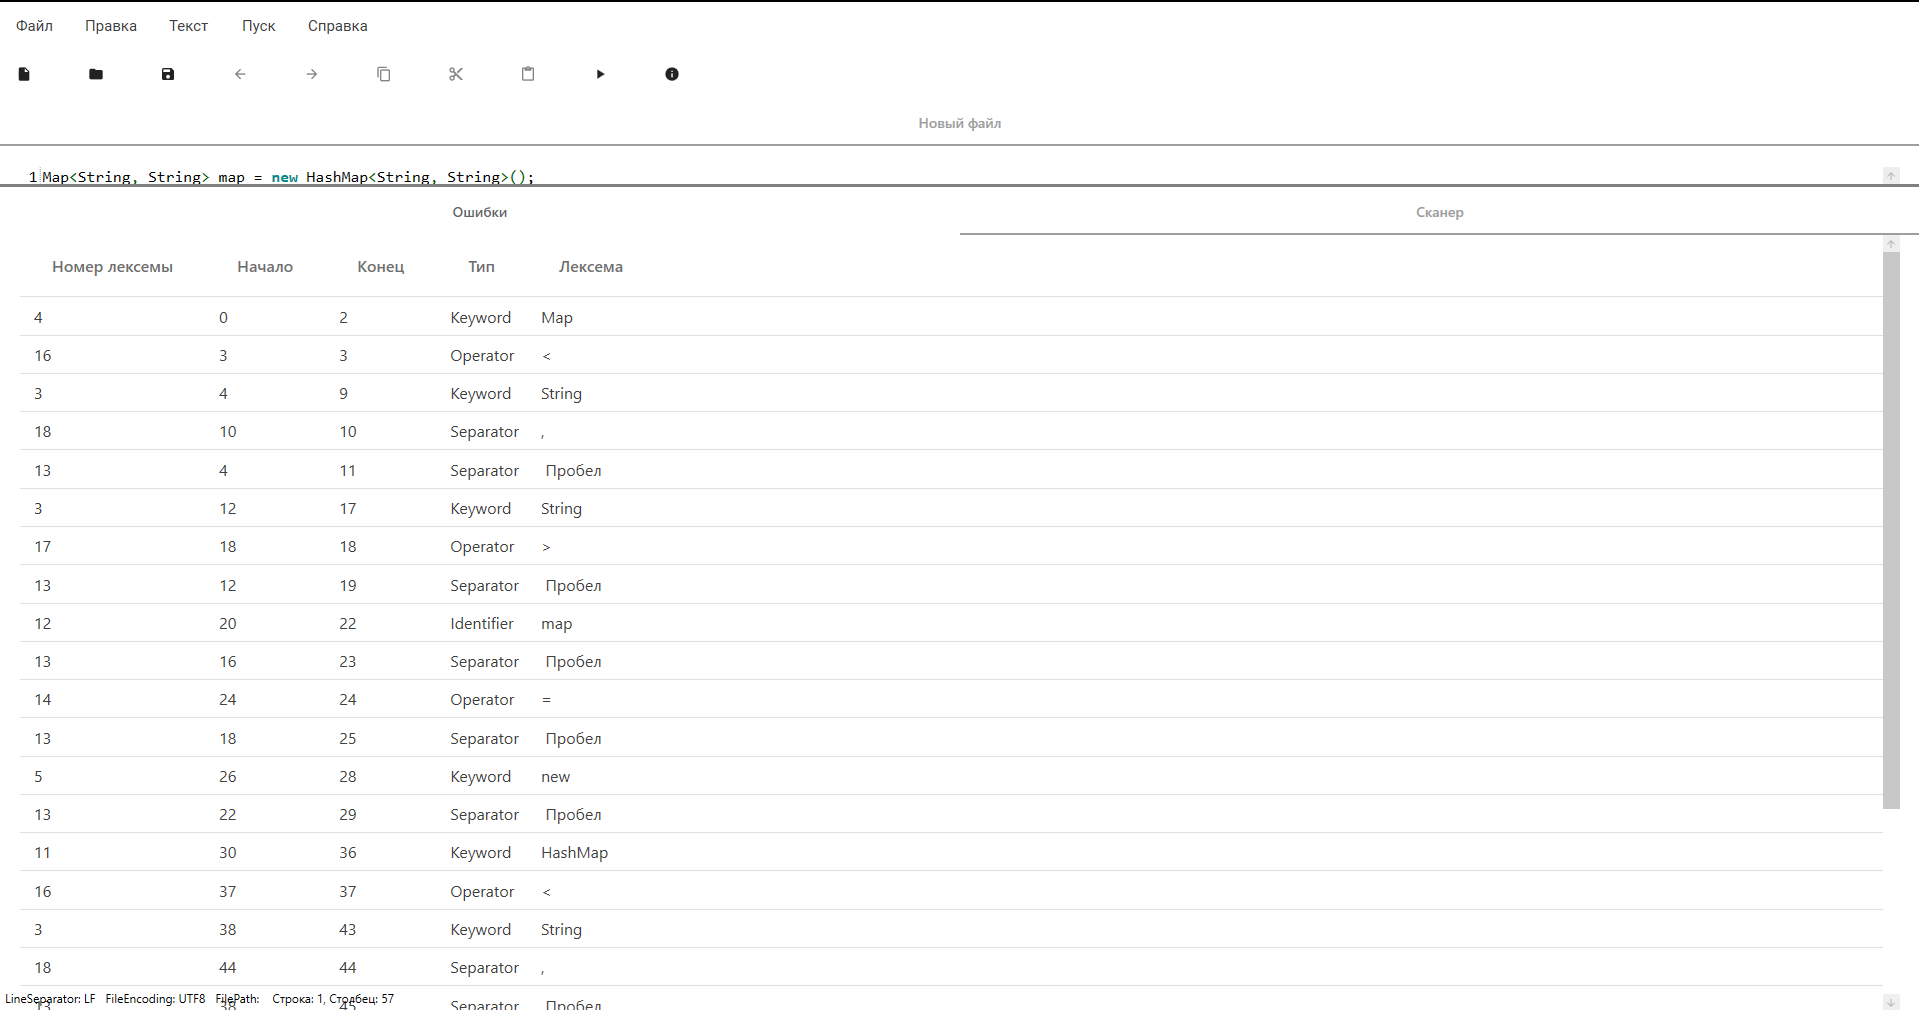 Файл Правка Текст Пуск Справка
Новый файл
1 Map<String, String> map = new HashMap<String, String>();
Ошибки Сканер
Номер лексемы Начало Конец Тип Лексема
4 0 2 Keyword Map
16 3 3 Operator <
3 4 9 Keyword String
18 10 10 Separator ,
13 4 11 Separator Пробел
3 12 17 Keyword String
17 18 18 Operator >
13 12 19 Separator Пробел
12 20 22 Identifier map
13 16 23 Separator Пробел
14 24 24 Operator =
13 18 25 Separator Пробел
5 26 28 Keyword new
13 22 29 Separator Пробел
11 30 36 Keyword HashMap
16 37 37 Operator <
3 38 43 Keyword String
18 44 44 Separator ,
13 38 45 Separator Пробел
LineSeparator: LF FileEncoding: UTF8 FilePath: Строка: 1, Столбец: 57